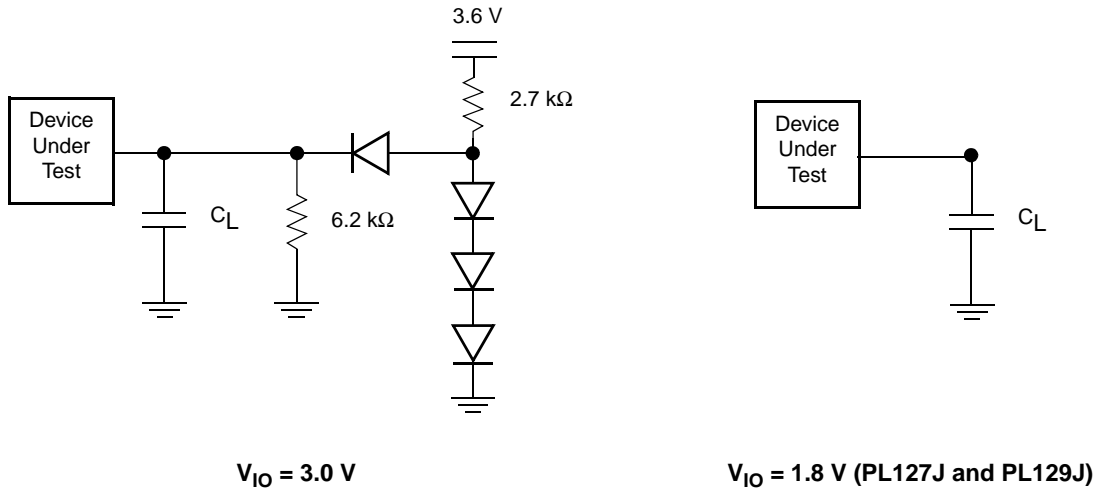 3.6 V
2.7 kΩ
Device
Under
Test
C_L
6.2 kΩ
Device
Under
Test
C_L
V_IO = 3.0 V
V_IO = 1.8 V (PL127J and PL129J)